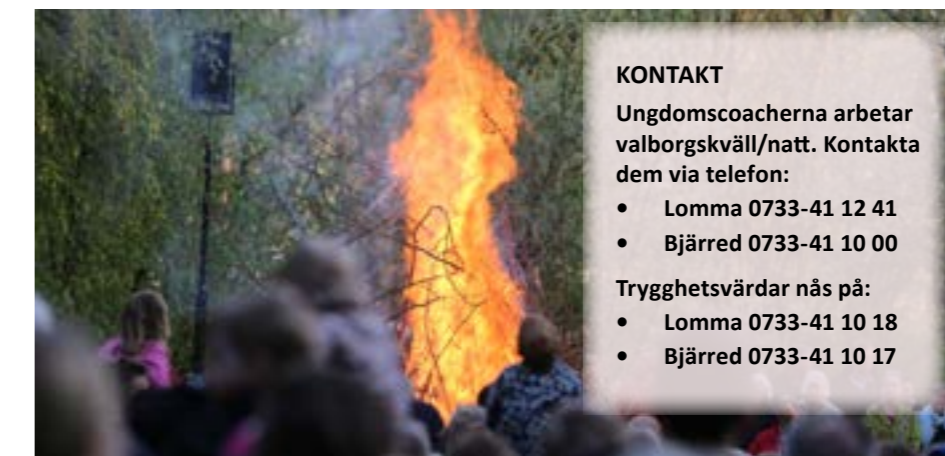 KONTAKT
Ungdomscoacherna arbetar
valborgskväll/natt. Kontakta
dem via telefon:
• Lomma 0733-41 12 41
• Bjärred 0733-41 10 00
Trygghetsvärdar nås på:
• Lomma 0733-41 10 18
• Bjärred 0733-41 10 17